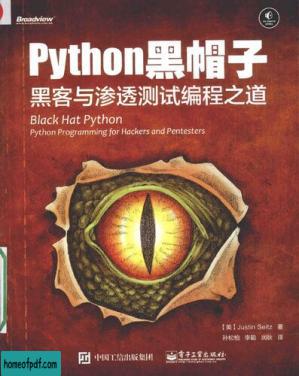 Broadview
Python黑帽子
黑客与渗透测试编程之道
Black Hat Python
Python Programming for Hackers and Pentesters
[美] Justin Seitz 著
孙松柏 李聪 润秋 译
中国工信出版集团
电子工业出版社
homeofpdf.com